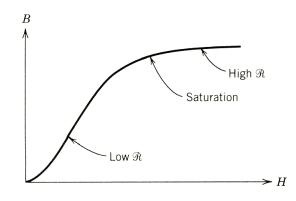 B
High ℛ
Saturation
Low ℛ
H